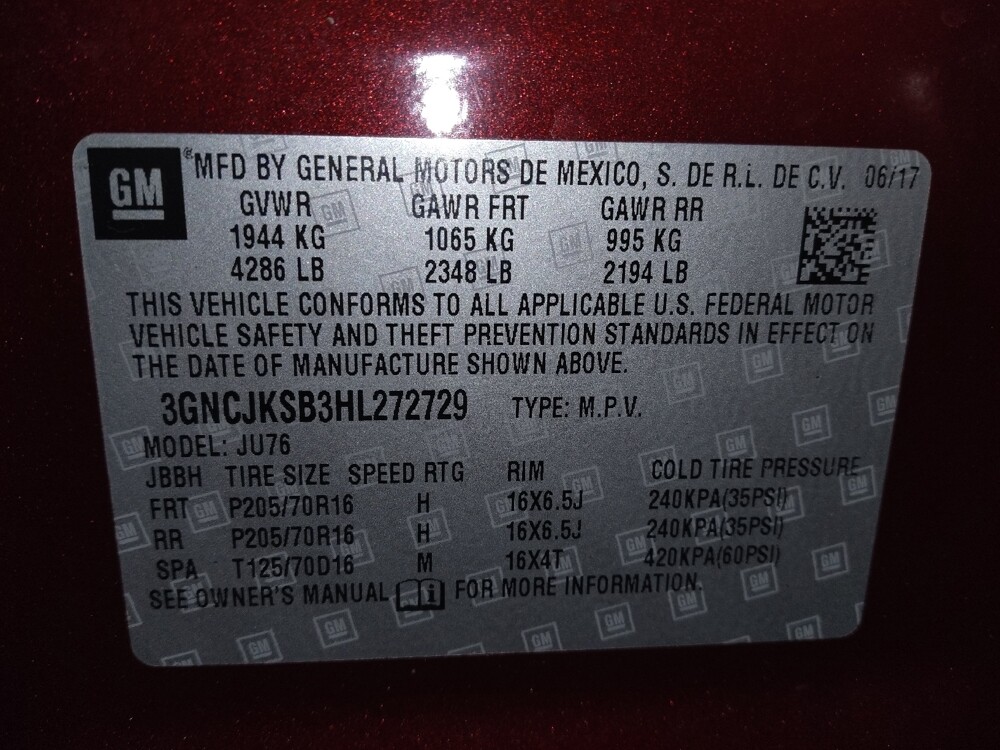 GM ®MFD BY GENERAL MOTORS DE MEXICO, S. DE R.L. DE C.V. 06/17
GVWR GAWR FRT GAWR RR
1944 KG 1065 KG 995 KG
4286 LB 2348 LB 2194 LB
THIS VEHICLE CONFORMS TO ALL APPLICABLE U.S. FEDERAL MOTOR
VEHICLE SAFETY AND THEFT PREVENTION STANDARDS IN EFFECT ON
THE DATE OF MANUFACTURE SHOWN ABOVE.
3GNCJKSB3HL272729 TYPE: M.P.V.
MODEL: JU76
JBBH TIRE SIZE SPEED RTG RIM COLD TIRE PRESSURE
FRT P205/70R16 H 16X6.5J 240KPA(35PSI)
RR P205/70R16 H 16X6.5J 240KPA(35PSI)
SPA T125/70D16 M 16X4T 420KPA(60PSI)
SEE OWNER'S MANUAL FOR MORE INFORMATION.